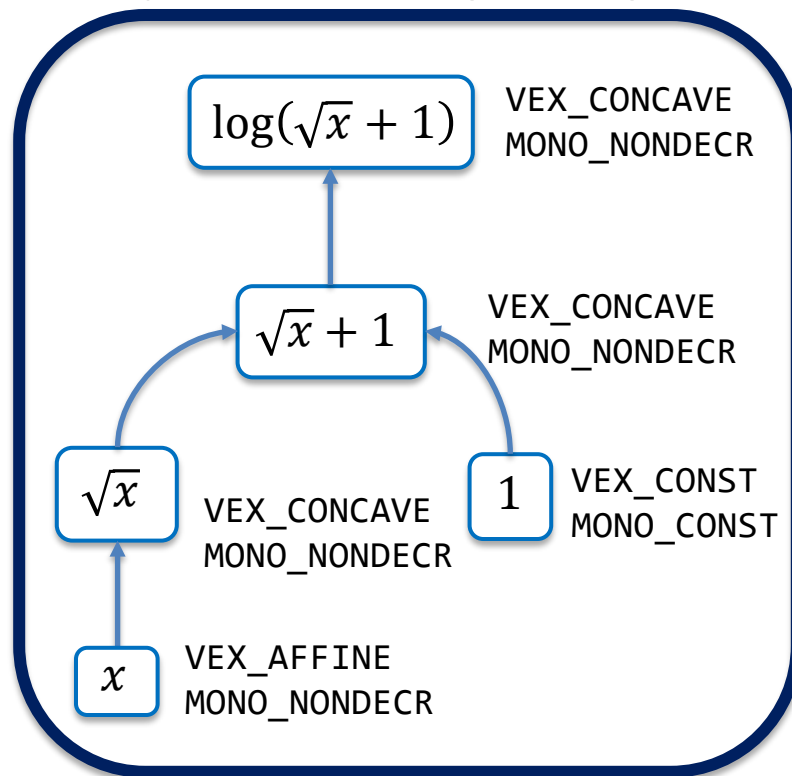 log(√x + 1)
VEX_CONCAVE
MONO_NONDECR
√x + 1
VEX_CONCAVE
MONO_NONDECR
√x
VEX_CONCAVE
MONO_NONDECR
1
VEX_CONST
MONO_CONST
x
VEX_AFFINE
MONO_NONDECR